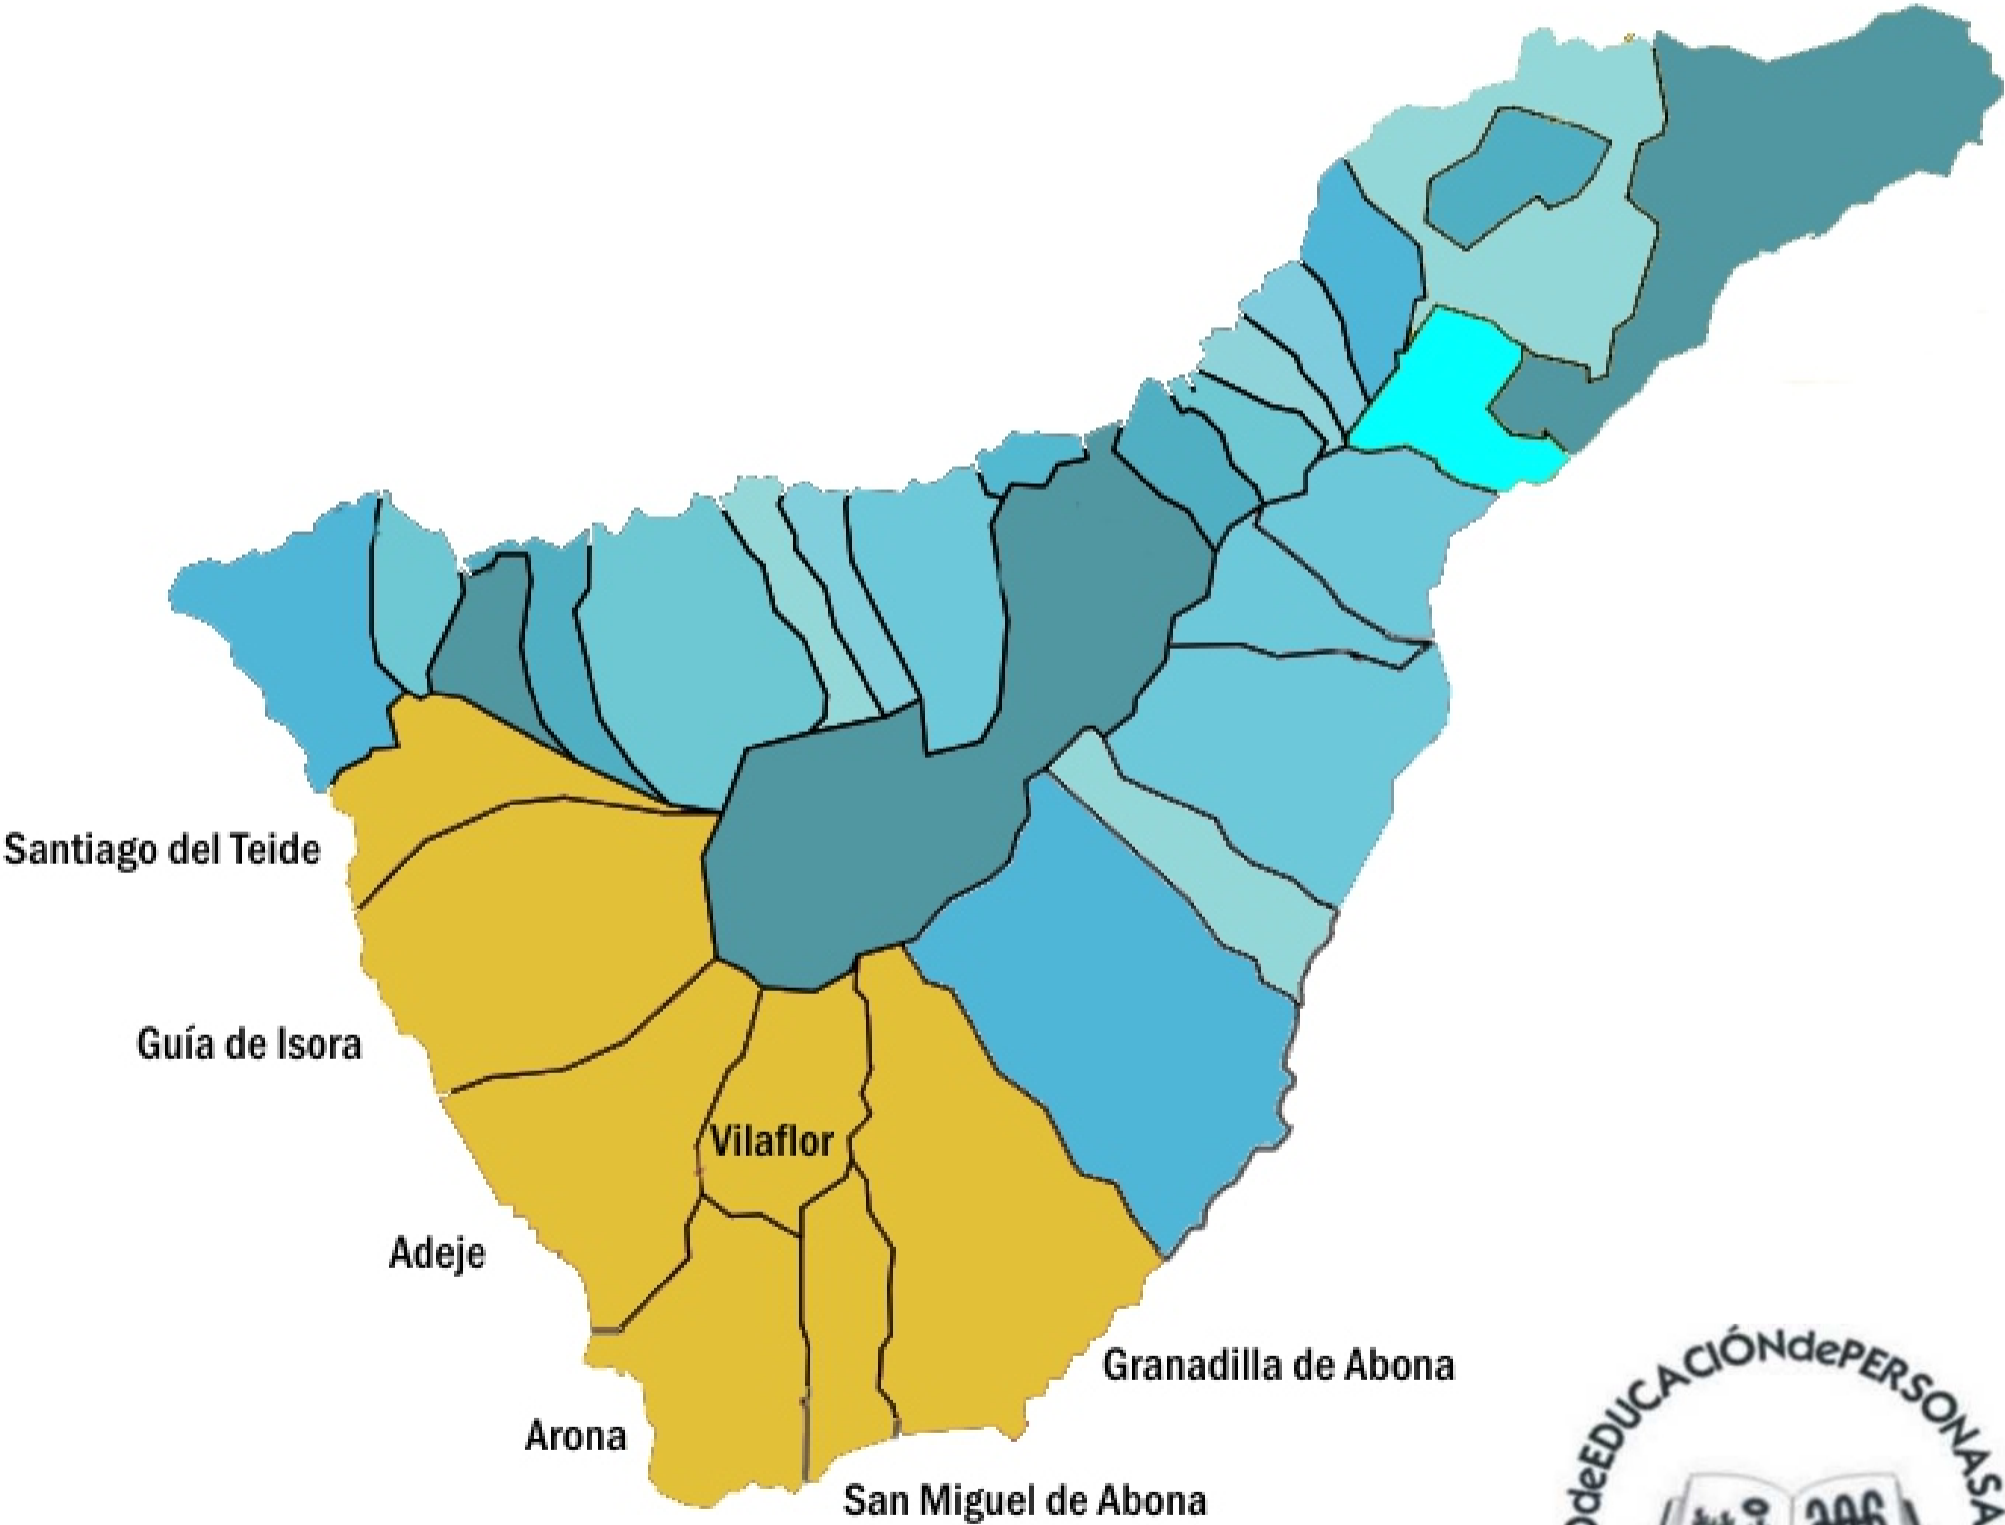 Santiago del Teide
Guía de Isora
Vilaflor
Adeje
Granadilla de Abona
Arona
San Miguel de Abona
deEDUCACIÓNdePERSONASA